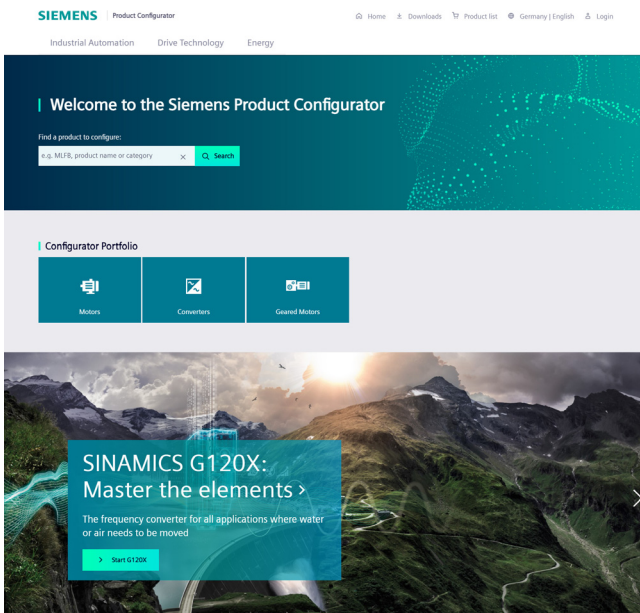 SIEMENS Product Configurator
Home Downloads Product list Germany | English Login
Industrial Automation Drive Technology Energy
Welcome to the Siemens Product Configurator
Find a product to configure:
e.g. MLFB, product name or category × Search
Configurator Portfolio
Motors Converters Geared Motors
SINAMICS G120X:
Master the elements ›
The frequency converter for all applications where water
or air needs to be moved
Start G120X